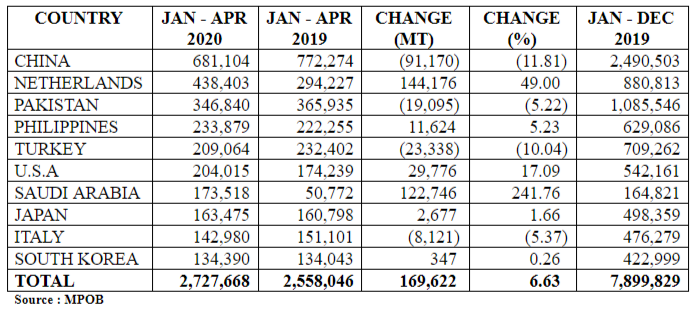 COUNTRY JAN - APR 2020 JAN - APR 2019 CHANGE (MT) CHANGE (%) JAN - DEC 2019
CHINA 681,104 772,274 (91,170) (11.81) 2,490,503
NETHERLANDS 438,403 294,227 144,176 49.00 880,813
PAKISTAN 346,840 365,935 (19,095) (5.22) 1,085,546
PHILIPPINES 233,879 222,255 11,624 5.23 629,086
TURKEY 209,064 232,402 (23,338) (10.04) 709,262
U.S.A 204,015 174,239 29,776 17.09 542,161
SAUDI ARABIA 173,518 50,772 122,746 241.76 164,821
JAPAN 163,475 160,798 2,677 1.66 498,359
ITALY 142,980 151,101 (8,121) (5.37) 476,279
SOUTH KOREA 134,390 134,043 347 0.26 422,999
TOTAL 2,727,668 2,558,046 169,622 6.63 7,899,829
Source : MPOB